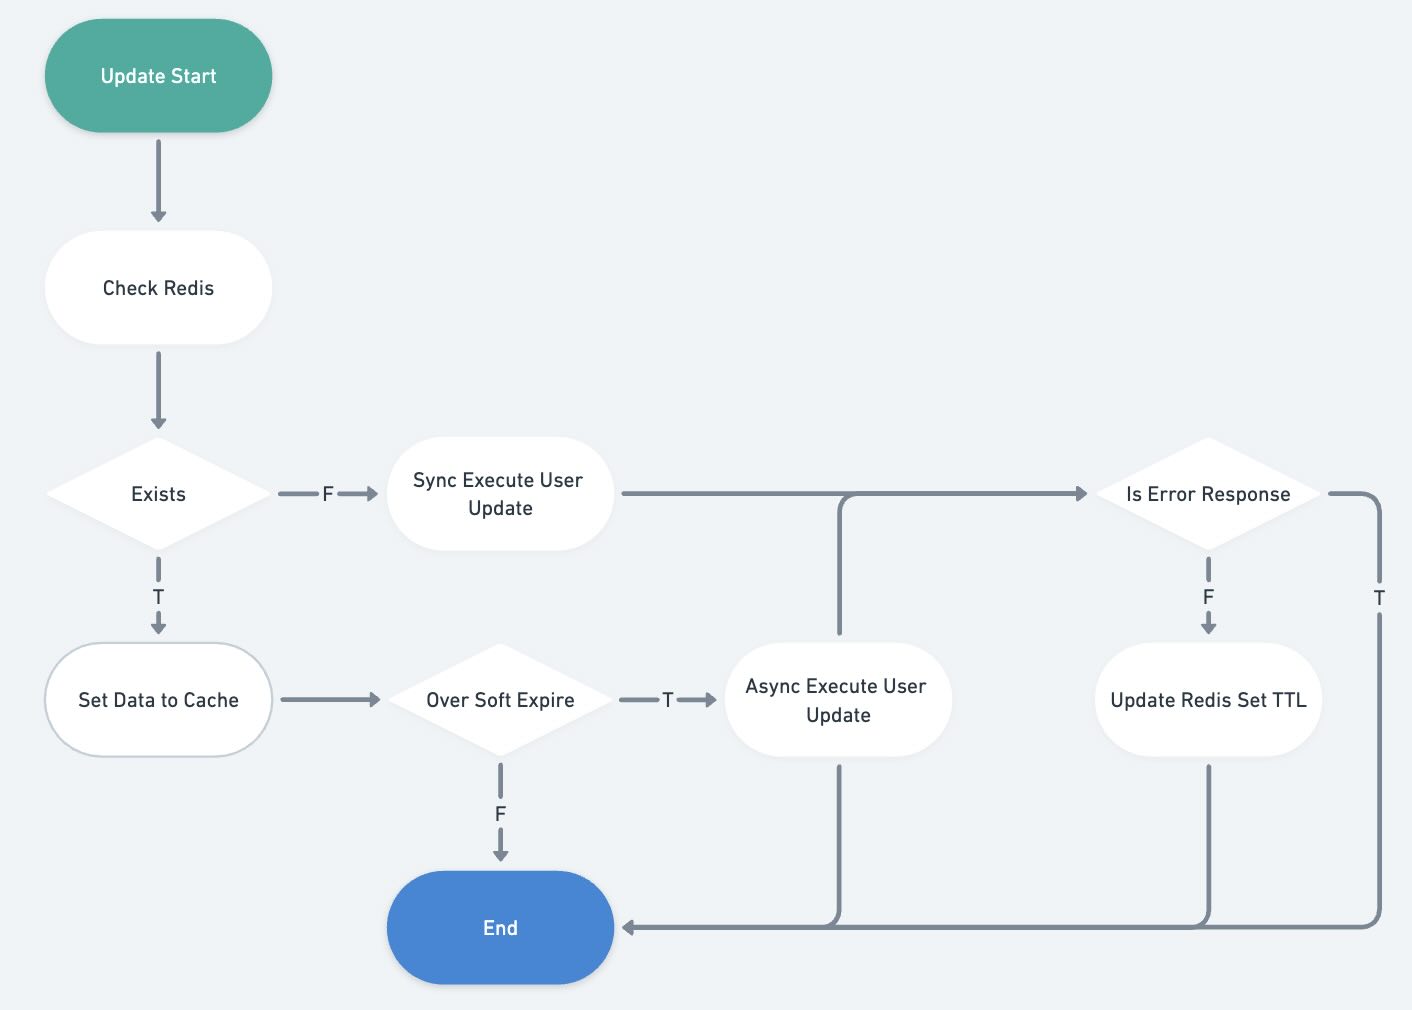 Update Start
Check Redis
Exists
F
Sync Execute User
Update
Is Error Response
T
F
T
Set Data to Cache
Over Soft Expire
T
Async Execute User
Update
Update Redis Set TTL
F
End